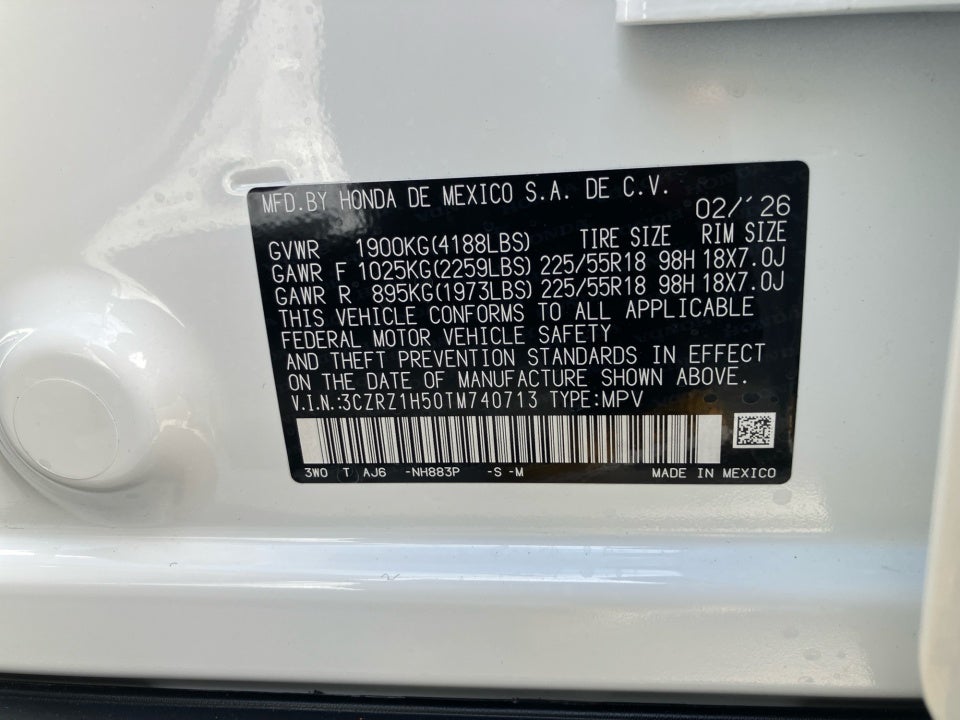 MFD.BY HONDA DE MEXICO S.A. DE C.V.
02/'26
GVWR 1900KG(4188LBS) TIRE SIZE RIM SIZE
GAWR F 1025KG(2259LBS) 225/55R18 98H 18X7.0J
GAWR R 895KG(1973LBS) 225/55R18 98H 18X7.0J
THIS VEHICLE CONFORMS TO ALL APPLICABLE
FEDERAL MOTOR VEHICLE SAFETY
AND THEFT PREVENTION STANDARDS IN EFFECT
ON THE DATE OF MANUFACTURE SHOWN ABOVE.
V.I.N.:3CZRZ1H50TM740713 TYPE:MPV
3W0 T AJ6 -NH883P -S -M MADE IN MEXICO